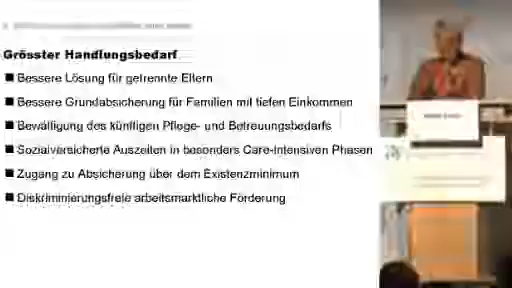 Grösster Handlungsbedarf
■ Bessere Lösung für getrennte Eltern
■ Bessere Grundabsicherung für Familien mit tiefen Einkommen
■ Bewältigung des künftigen Pflege- und Betreuungsbedarfs
■ Sozialversicherte Auszeiten in besonders Care-intensiven Phasen
■ Zugang zu Absicherung über dem Existenzminimum
■ Diskriminierungsfreie arbeitsmarktliche Förderung